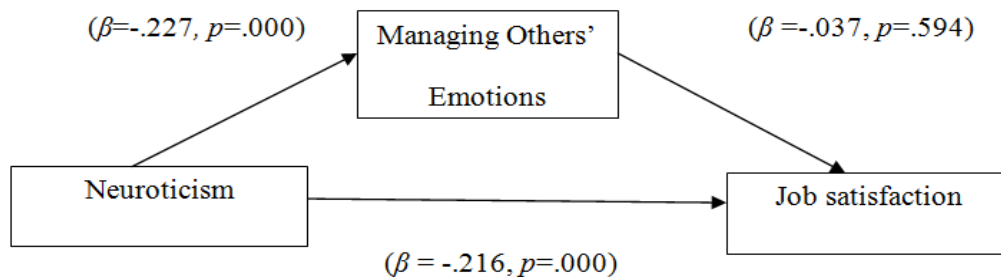 (β=-.227, p=.000)
Managing Others’
Emotions
(β =-.037, p=.594)
Neuroticism
Job satisfaction
(β = -.216, p=.000)